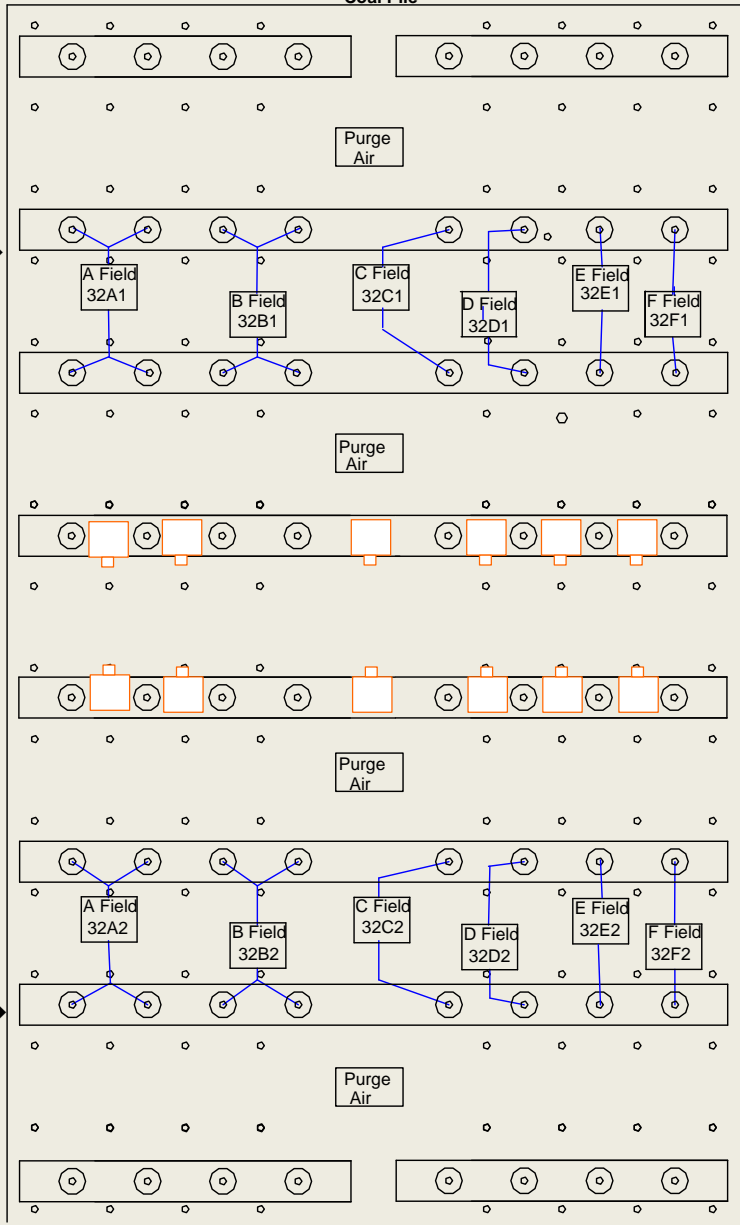 Purge
Air
A Field
32A1
B Field
32B1
C Field
32C1
D Field
32D1
E Field
32E1
F Field
32F1
Purge
Air
Purge
Air
A Field
32A2
B Field
32B2
C Field
32C2
D Field
32D2
E Field
32E2
F Field
32F2
Purge
Air